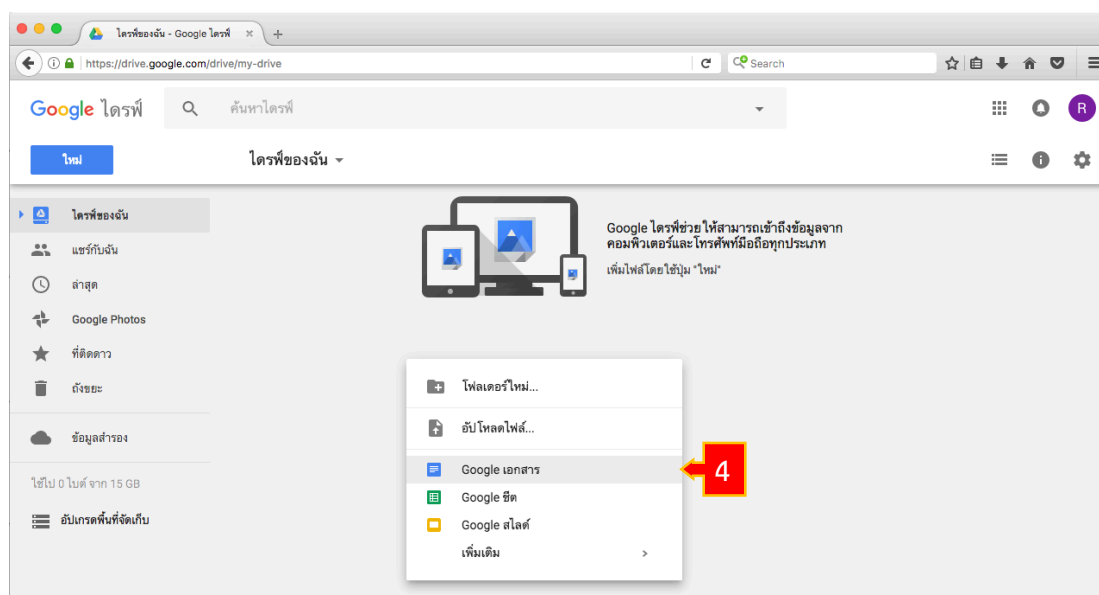 ไดรฟ์ของฉัน - Google ไดรฟ์
https://drive.google.com/drive/my-drive
Search
Google ไดรฟ์
ค้นหาไดรฟ์
R
ใหม่
ไดรฟ์ของฉัน
ไดรฟ์ของฉัน
แชร์กับฉัน
ล่าสุด
Google Photos
ที่ติดดาว
ถังขยะ
ข้อมูลสำรอง
ใช้ไป 0 ไบต์ จาก 15 GB
อัปเกรดพื้นที่จัดเก็บ
Google ไดรฟ์ช่วยให้สามารถเข้าถึงข้อมูลจาก
คอมพิวเตอร์และโทรศัพท์มือถือทุกประเภท
เพิ่มไฟล์โดยใช้ปุ่ม "ใหม่"
โฟลเดอร์ใหม่...
อัปโหลดไฟล์...
Google เอกสาร
4
Google ชีต
Google สไลด์
เพิ่มเติม